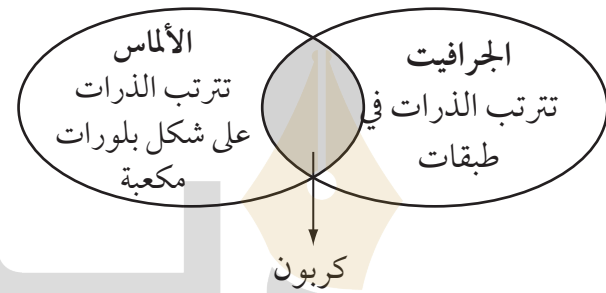 الجرافيت
تترتب الذرات في
طبقات
الألماس
تترتب الذرات
على شكل بلورات
مكعبة
كربون